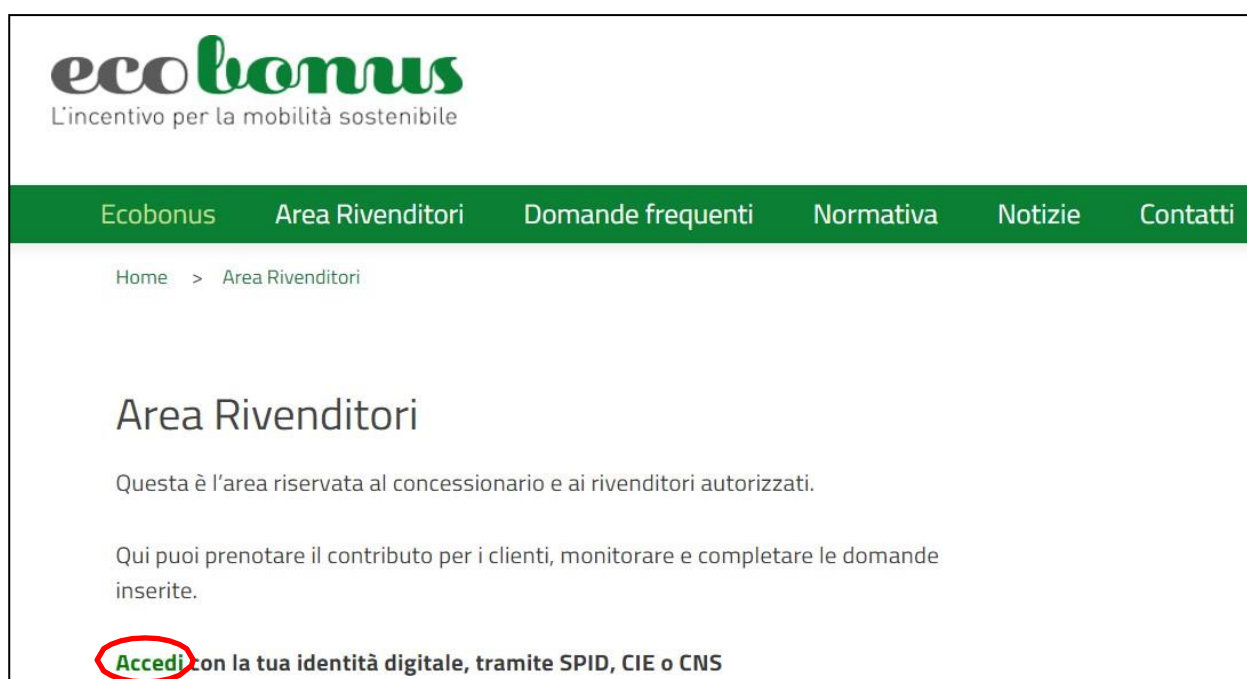 ecobonus
L'incentivo per la mobilità sostenibile
Ecobonus Area Rivenditori Domande frequenti Normativa Notizie Contatti
Home > Area Rivenditori
Area Rivenditori
Questa è l'area riservata al concessionario e ai rivenditori autorizzati.
Qui puoi prenotare il contributo per i clienti, monitorare e completare le domande
inserite.
Accedi con la tua identità digitale, tramite SPID, CIE o CNS